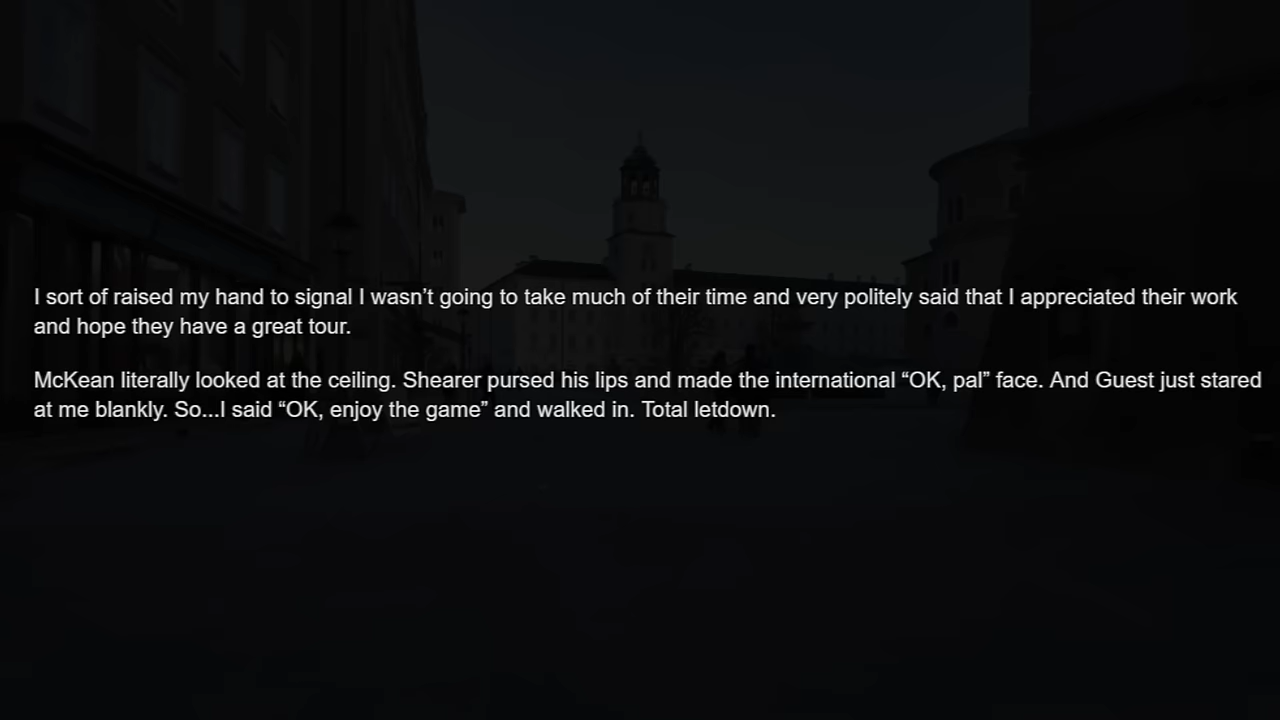 I sort of raised my hand to signal I wasn’t going to take much of their time and very politely said that I appreciated their work
and hope they have a great tour.
McKean literally looked at the ceiling. Shearer pursed his lips and made the international “OK, pal” face. And Guest just stared
at me blankly. So...I said “OK, enjoy the game” and walked in. Total letdown.